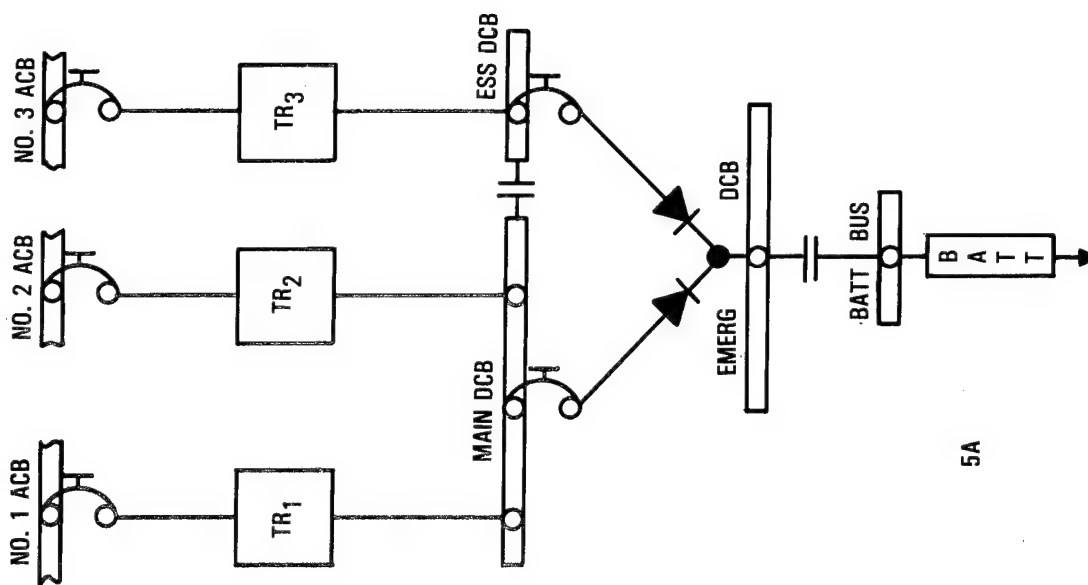 NO. 1 ACB
NO. 2 ACB
NO. 3 ACB
TR1
TR2
TR3
MAIN DCB
ESS DCB
EMERG
DCB
BATT
BUS
BATT
5A